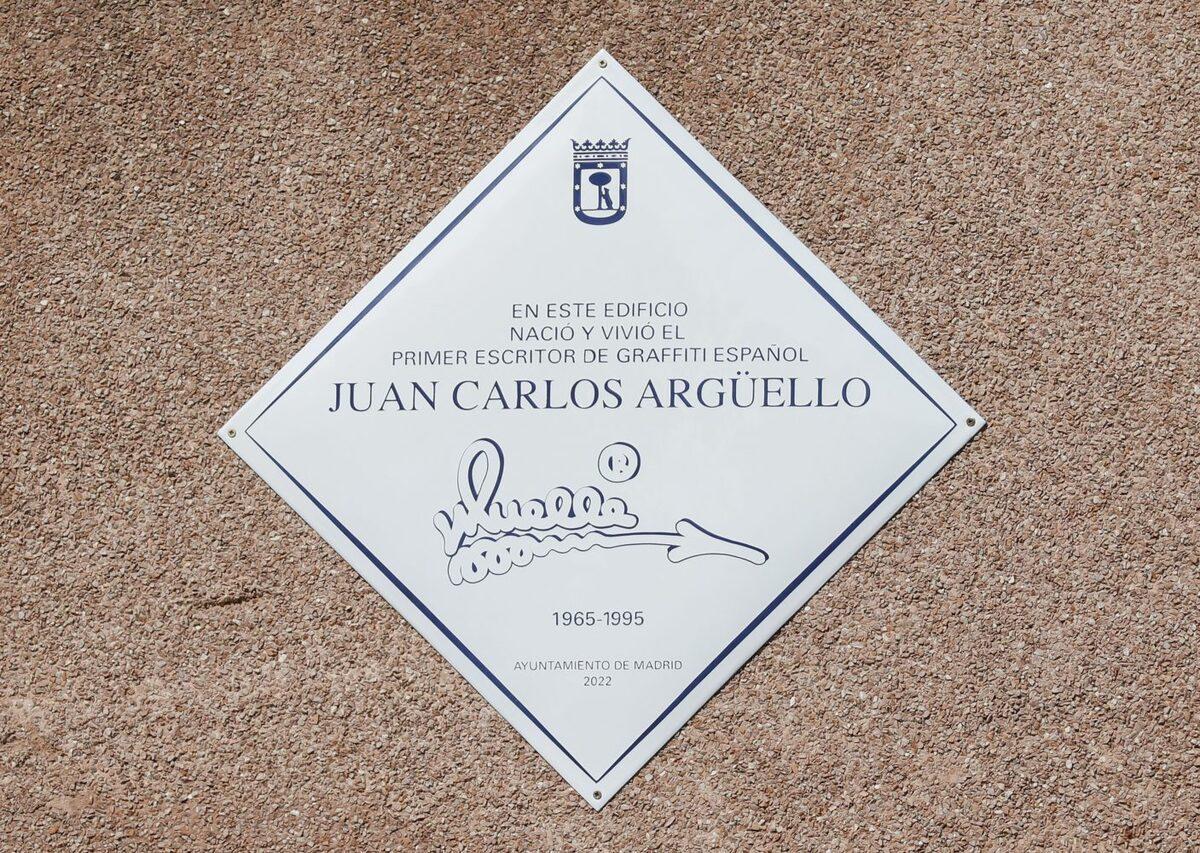 EN ESTE EDIFICIO
NACIÓ Y VIVIÓ EL
PRIMER ESCRITOR DE GRAFFITI ESPAÑOL
JUAN CARLOS ARGÜELLO
Muelle ®
1965-1995
AYUNTAMIENTO DE MADRID
2022